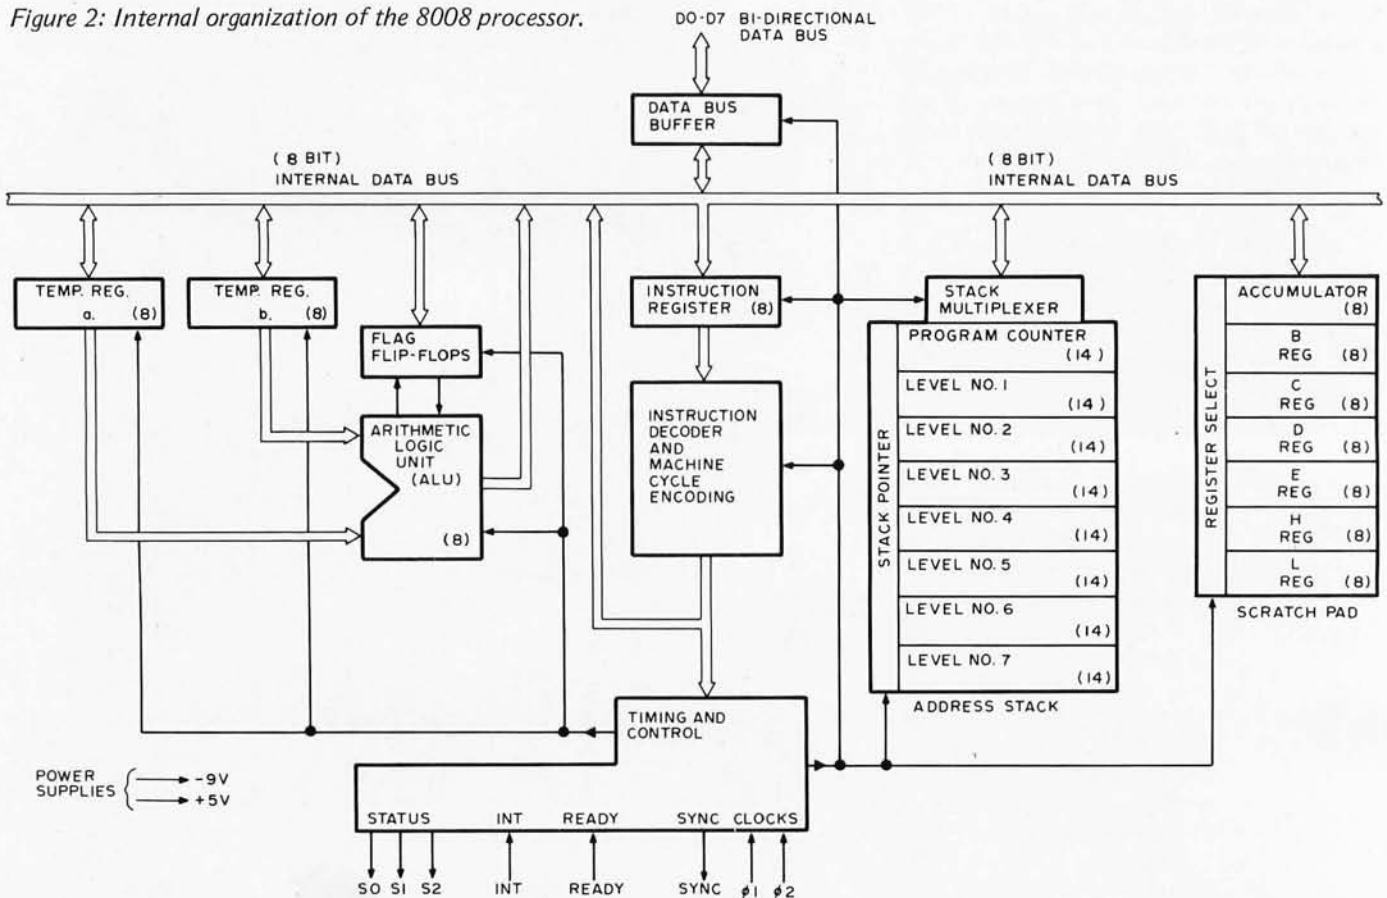 Figure 2: Internal organization of the 8008 processor.
D0-D7 BI-DIRECTIONAL
DATA BUS
DATA BUS
BUFFER
(8 BIT)
INTERNAL DATA BUS
(8 BIT)
INTERNAL DATA BUS
TEMP. REG.
a. (8)
TEMP. REG.
b. (8)
FLAG
FLIP-FLOPS
ARITHMETIC
LOGIC
UNIT
(ALU)
(8)
INSTRUCTION
REGISTER (8)
INSTRUCTION
DECODER
AND
MACHINE
CYCLE
ENCODING
STACK
MULTIPLEXER
STACK POINTER
PROGRAM COUNTER
(14)
LEVEL NO. 1
(14)
LEVEL NO. 2
(14)
LEVEL NO. 3
(14)
LEVEL NO. 4
(14)
LEVEL NO. 5
(14)
LEVEL NO. 6
(14)
LEVEL NO. 7
(14)
ADDRESS STACK
REGISTER SELECT
ACCUMULATOR
(8)
B
REG (8)
C
REG (8)
D
REG (8)
E
REG (8)
H
REG (8)
L
REG (8)
SCRATCH PAD
TIMING AND
CONTROL
POWER
SUPPLIES
-9V
+5V
STATUS INT READY SYNC CLOCKS
S0 S1 S2 INT READY SYNC φ1 φ2